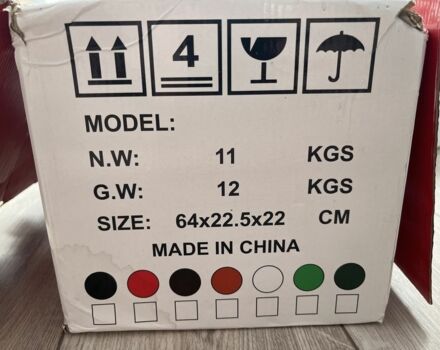 4
MODEL:
N.W: 11 KGS
G.W: 12 KGS
SIZE: 64x22.5x22 CM
MADE IN CHINA